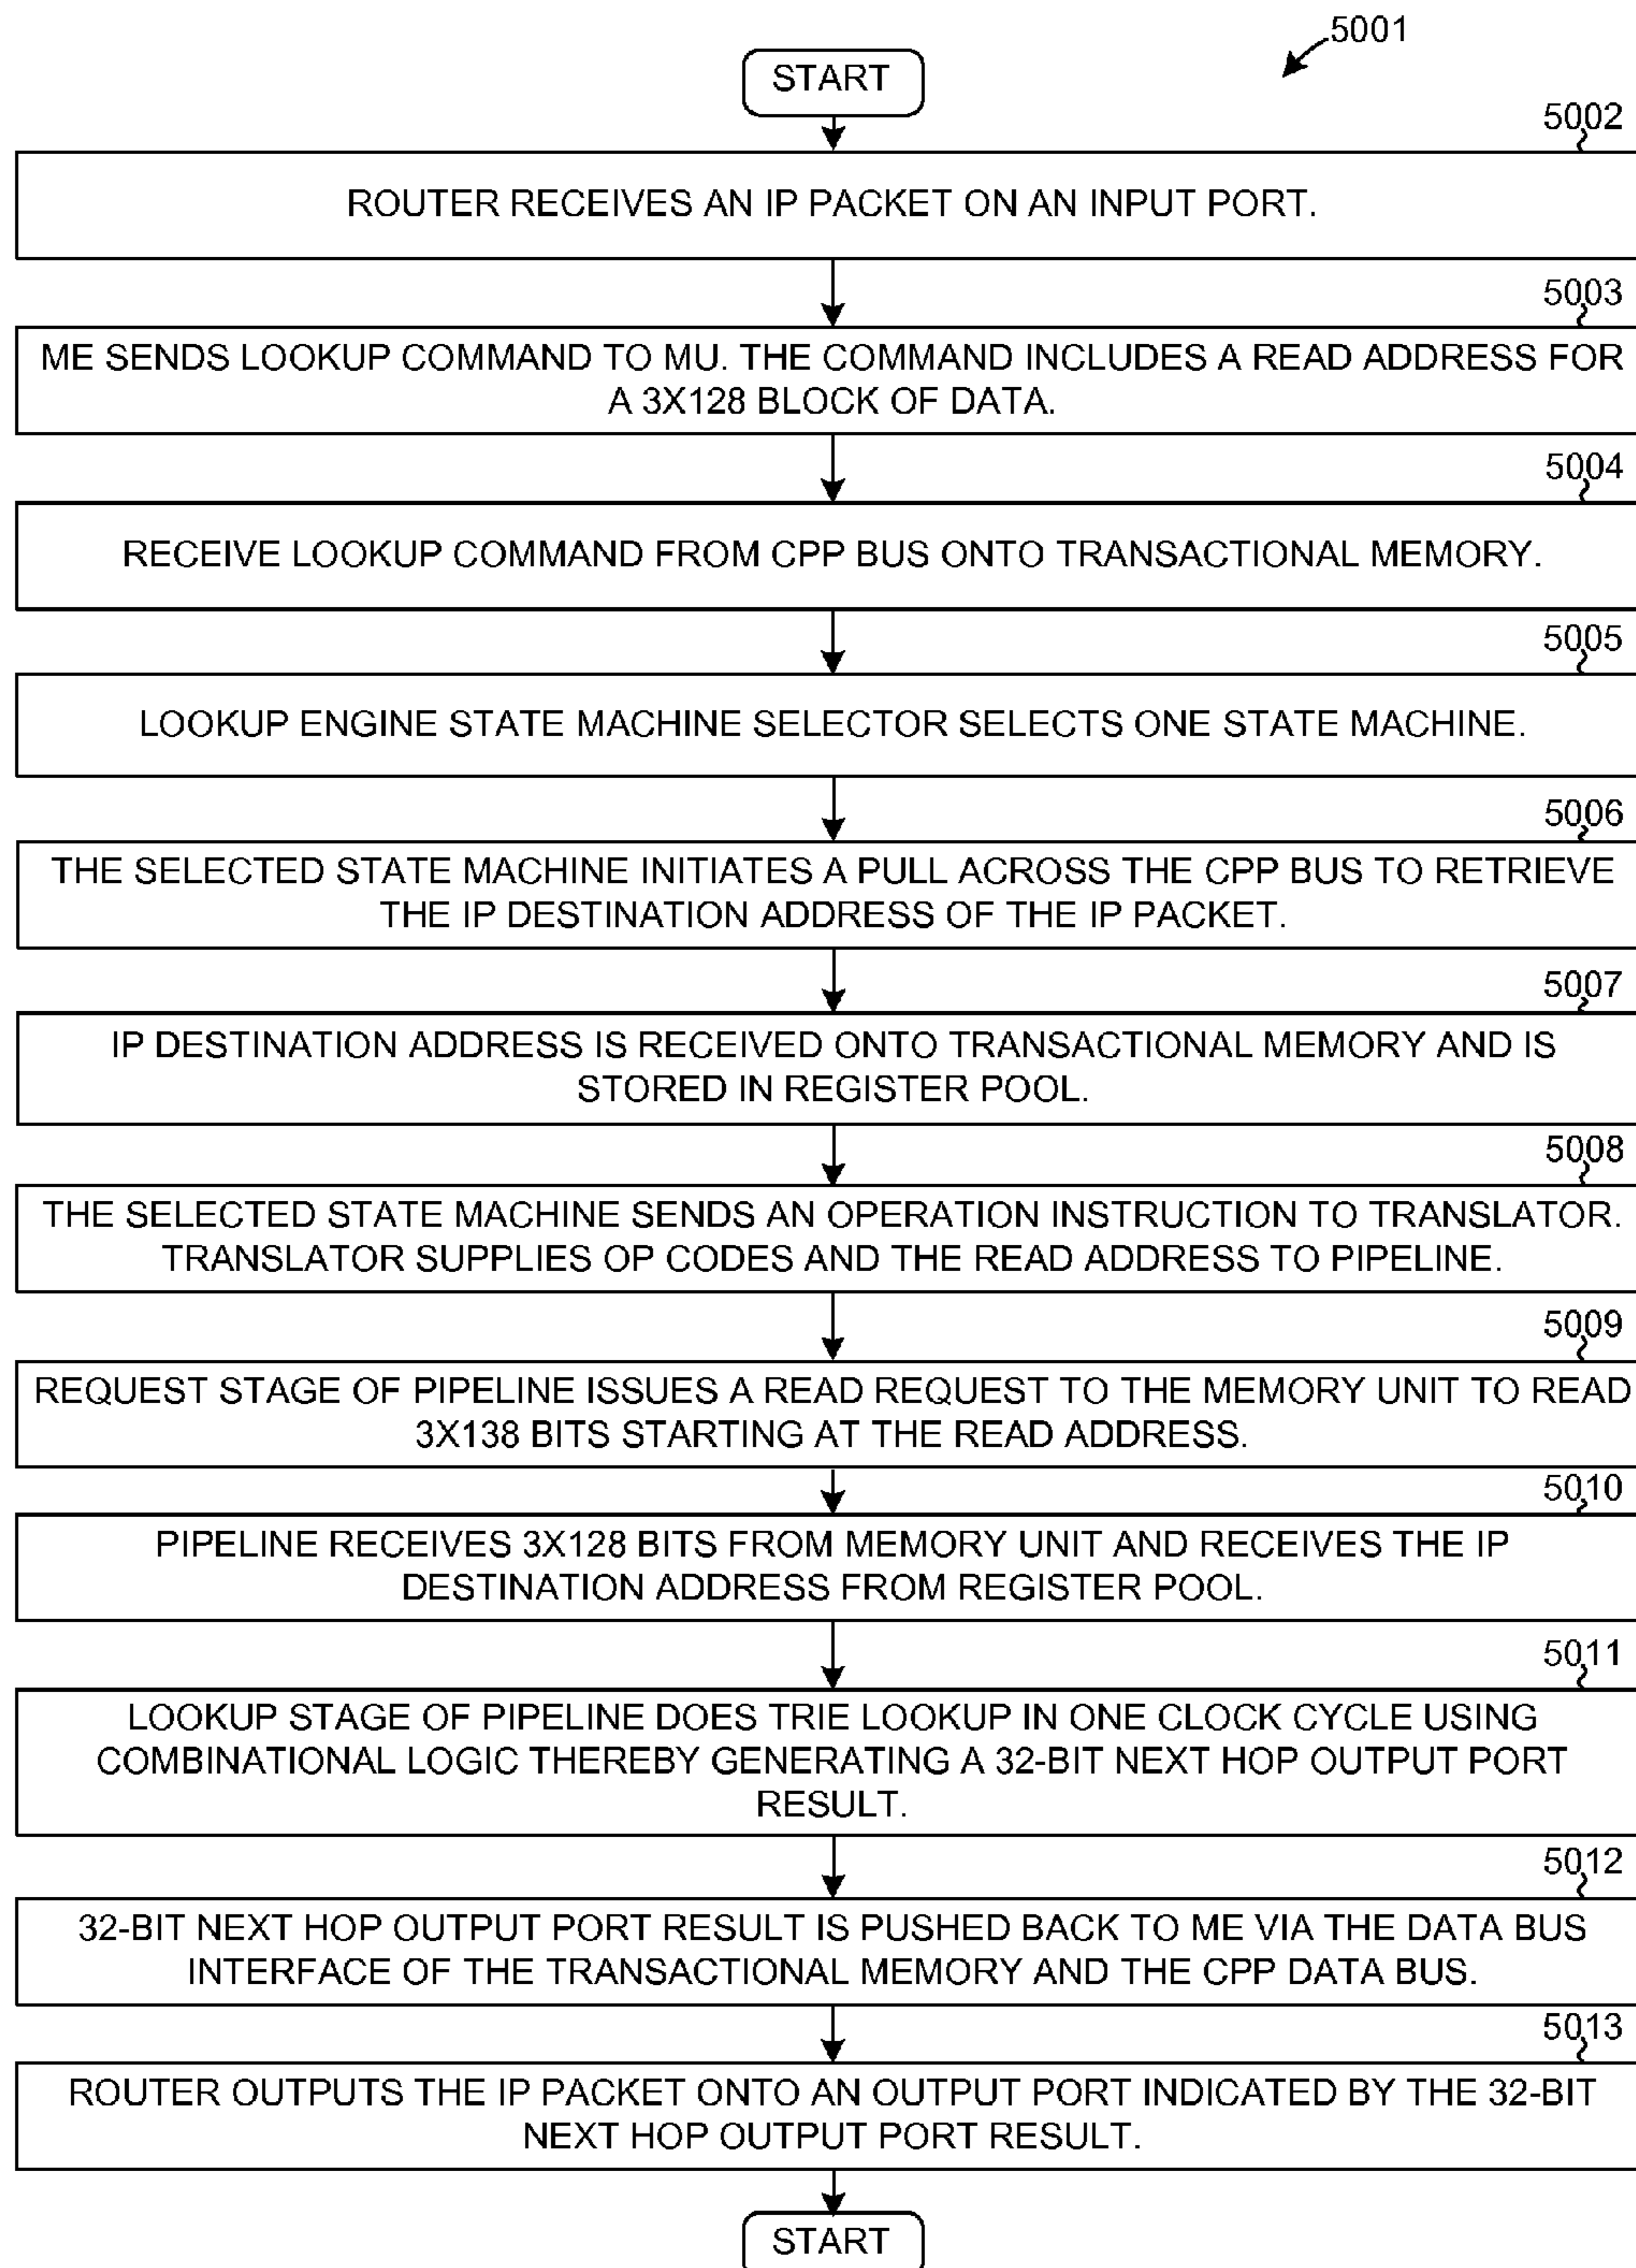 5001
START
5002
ROUTER RECEIVES AN IP PACKET ON AN INPUT PORT.
5003
ME SENDS LOOKUP COMMAND TO MU. THE COMMAND INCLUDES A READ ADDRESS FOR
A 3X128 BLOCK OF DATA.
5004
RECEIVE LOOKUP COMMAND FROM CPP BUS ONTO TRANSACTIONAL MEMORY.
5005
LOOKUP ENGINE STATE MACHINE SELECTOR SELECTS ONE STATE MACHINE.
5006
THE SELECTED STATE MACHINE INITIATES A PULL ACROSS THE CPP BUS TO RETRIEVE
THE IP DESTINATION ADDRESS OF THE IP PACKET.
5007
IP DESTINATION ADDRESS IS RECEIVED ONTO TRANSACTIONAL MEMORY AND IS
STORED IN REGISTER POOL.
5008
THE SELECTED STATE MACHINE SENDS AN OPERATION INSTRUCTION TO TRANSLATOR.
TRANSLATOR SUPPLIES OP CODES AND THE READ ADDRESS TO PIPELINE.
5009
REQUEST STAGE OF PIPELINE ISSUES A READ REQUEST TO THE MEMORY UNIT TO READ
3X138 BITS STARTING AT THE READ ADDRESS.
5010
PIPELINE RECEIVES 3X128 BITS FROM MEMORY UNIT AND RECEIVES THE IP
DESTINATION ADDRESS FROM REGISTER POOL.
5011
LOOKUP STAGE OF PIPELINE DOES TRIE LOOKUP IN ONE CLOCK CYCLE USING
COMBINATIONAL LOGIC THEREBY GENERATING A 32-BIT NEXT HOP OUTPUT PORT
RESULT.
5012
32-BIT NEXT HOP OUTPUT PORT RESULT IS PUSHED BACK TO ME VIA THE DATA BUS
INTERFACE OF THE TRANSACTIONAL MEMORY AND THE CPP DATA BUS.
5013
ROUTER OUTPUTS THE IP PACKET ONTO AN OUTPUT PORT INDICATED BY THE 32-BIT
NEXT HOP OUTPUT PORT RESULT.
START